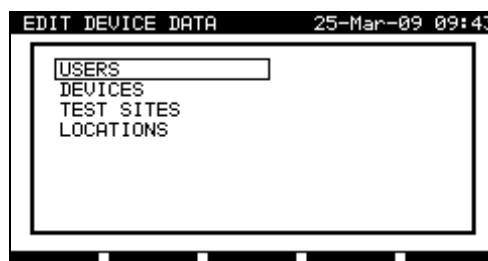 EDIT DEVICE DATA 25-Mar-09 09:43
USERS
DEVICES
TEST SITES
LOCATIONS